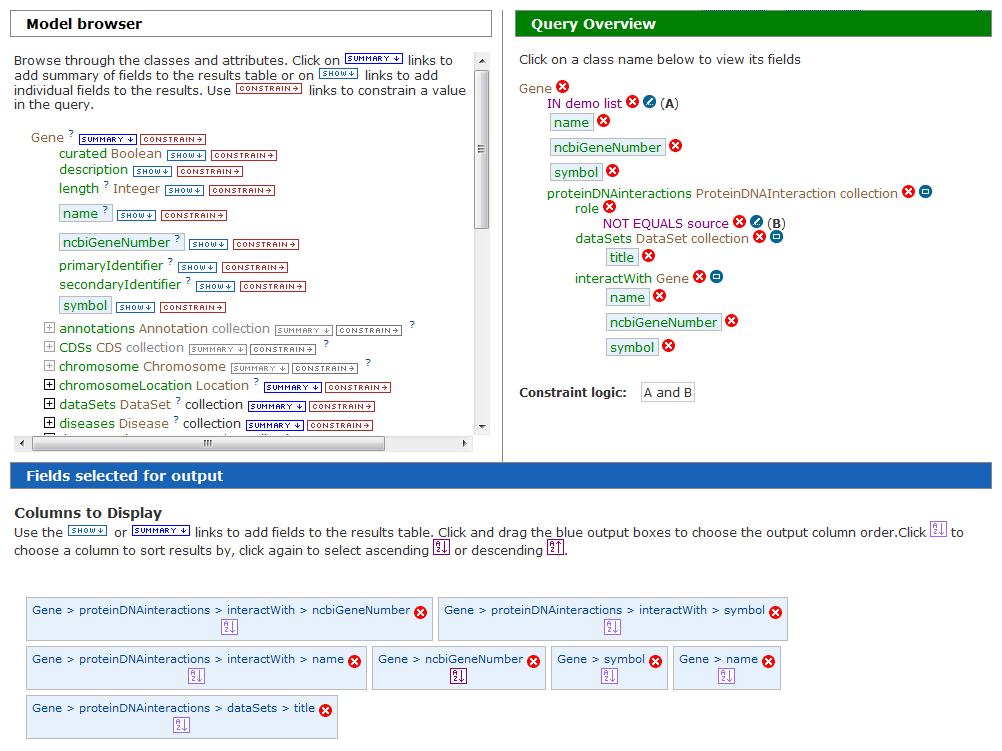 Model browser
Browse through the classes and attributes. Click on SUMMARY ↓ links to
add summary of fields to the results table or on SHOW ↓ links to add
individual fields to the results. Use CONSTRAIN → links to constrain a value
in the query.
Gene ? SUMMARY ↓ CONSTRAIN →
curated Boolean SHOW ↓ CONSTRAIN →
description SHOW ↓ CONSTRAIN →
length ? Integer SHOW ↓ CONSTRAIN →
name ? SHOW ↓ CONSTRAIN →
ncbiGeneNumber ? SHOW ↓ CONSTRAIN →
primaryIdentifier ? SHOW ↓ CONSTRAIN →
secondaryIdentifier ? SHOW ↓ CONSTRAIN →
symbol SHOW ↓ CONSTRAIN →
annotations Annotation collection SUMMARY ↓ CONSTRAIN → ?
CDSs CDS collection SUMMARY ↓ CONSTRAIN → ?
chromosome Chromosome SUMMARY ↓ CONSTRAIN → ?
chromosomeLocation Location ? SUMMARY ↓ CONSTRAIN →
dataSets DataSet ? collection SUMMARY ↓ CONSTRAIN →
diseases Disease ? collection SUMMARY ↓ CONSTRAIN →
Query Overview
Click on a class name below to view its fields
Gene
IN demo list (A)
name
ncbiGeneNumber
symbol
proteinDNAinteractions ProteinDNAInteraction collection
role
NOT EQUALS source (B)
dataSets DataSet collection
title
interactWith Gene
name
ncbiGeneNumber
symbol
Constraint logic: A and B
Fields selected for output
Columns to Display
Use the SHOW ↓ or SUMMARY ↓ links to add fields to the results table. Click and drag the blue output boxes to choose the output column order.Click AZ↓ to
choose a column to sort results by, click again to select ascending AZ↓ or descending AZ↑.
Gene > proteinDNAinteractions > interactWith > ncbiGeneNumber
AZ↓
Gene > proteinDNAinteractions > interactWith > symbol
AZ↓
Gene > proteinDNAinteractions > interactWith > name
AZ↓
Gene > ncbiGeneNumber
AZ↓
Gene > symbol
AZ↓
Gene > name
AZ↓
Gene > proteinDNAinteractions > dataSets > title
AZ↓